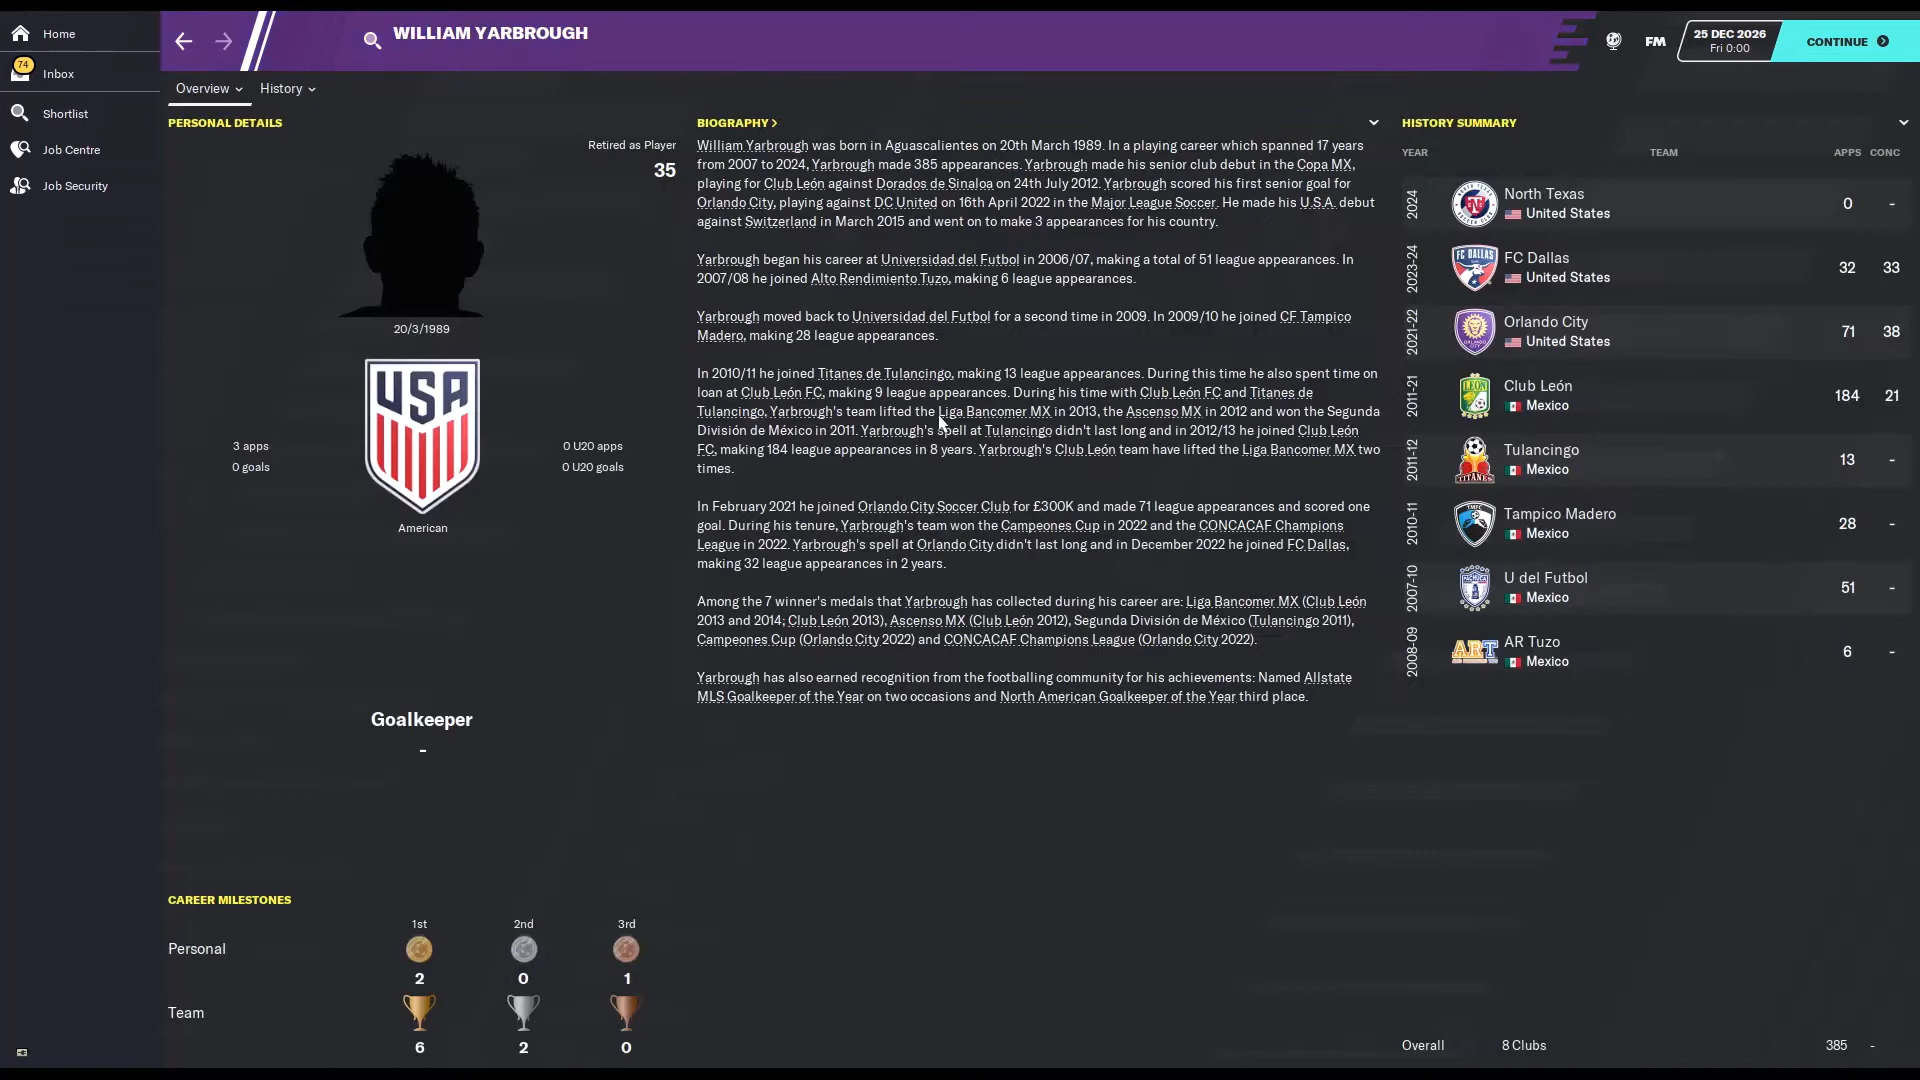 Home
74
Inbox
Shortlist
Job Centre
Job Security
WILLIAM YARBROUGH
FM
25 DEC 2026
Fri 0:00
CONTINUE
Overview
History
PERSONAL DETAILS
Retired as Player
35
20/3/1989
USA
3 apps
0 goals
0 U20 apps
0 U20 goals
American
Goalkeeper
-
CAREER MILESTONES
1st 2nd 3rd
Personal
2 0 1
Team
6 2 0
BIOGRAPHY >
William Yarbrough was born in Aguascalientes on 20th March 1989. In a playing career which spanned 17 years
from 2007 to 2024, Yarbrough made 385 appearances. Yarbrough made his senior club debut in the Copa MX,
playing for Club León against Dorados de Sinaloa on 24th July 2012. Yarbrough scored his first senior goal for
Orlando City, playing against DC United on 16th April 2022 in the Major League Soccer. He made his U.S.A. debut
against Switzerland in March 2015 and went on to make 3 appearances for his country.
Yarbrough began his career at Universidad del Futbol in 2006/07, making a total of 51 league appearances. In
2007/08 he joined Alto Rendimiento Tuzo, making 6 league appearances.
Yarbrough moved back to Universidad del Futbol for a second time in 2009. In 2009/10 he joined CF Tampico
Madero, making 28 league appearances.
In 2010/11 he joined Titanes de Tulancingo, making 13 league appearances. During this time he also spent time on
loan at Club León FC, making 9 league appearances. During his time with Club León FC and Titanes de
Tulancingo, Yarbrough's team lifted the Liga Bancomer MX in 2013, the Ascenso MX in 2012 and won the Segunda
División de México in 2011. Yarbrough's spell at Tulancingo didn't last long and in 2012/13 he joined Club León
FC, making 184 league appearances in 8 years. Yarbrough's Club León team have lifted the Liga Bancomer MX two
times.
In February 2021 he joined Orlando City Soccer Club for £300K and made 71 league appearances and scored one
goal. During his tenure, Yarbrough's team won the Campeones Cup in 2022 and the CONCACAF Champions
League in 2022. Yarbrough's spell at Orlando City didn't last long and in December 2022 he joined FC Dallas,
making 32 league appearances in 2 years.
Among the 7 winner's medals that Yarbrough has collected during his career are: Liga Bancomer MX (Club León
2013 and 2014; Club León 2013), Ascenso MX (Club León 2012), Segunda División de México (Tulancingo 2011),
Campeones Cup (Orlando City 2022) and CONCACAF Champions League (Orlando City 2022).
Yarbrough has also earned recognition from the footballing community for his achievements: Named Allstate
MLS Goalkeeper of the Year on two occasions and North American Goalkeeper of the Year third place.
HISTORY SUMMARY
YEAR TEAM APPS CONC
2024 North Texas 0 -
United States
2023-24 FC Dallas 32 33
United States
2021-22 Orlando City 71 38
United States
2011-21 Club León 184 21
Mexico
2011-12 Tulancingo 13 -
Mexico
2010-11 Tampico Madero 28 -
Mexico
2007-10 U del Futbol 51 -
Mexico
2008-09 AR Tuzo 6 -
Mexico
Overall 8 Clubs 385 -